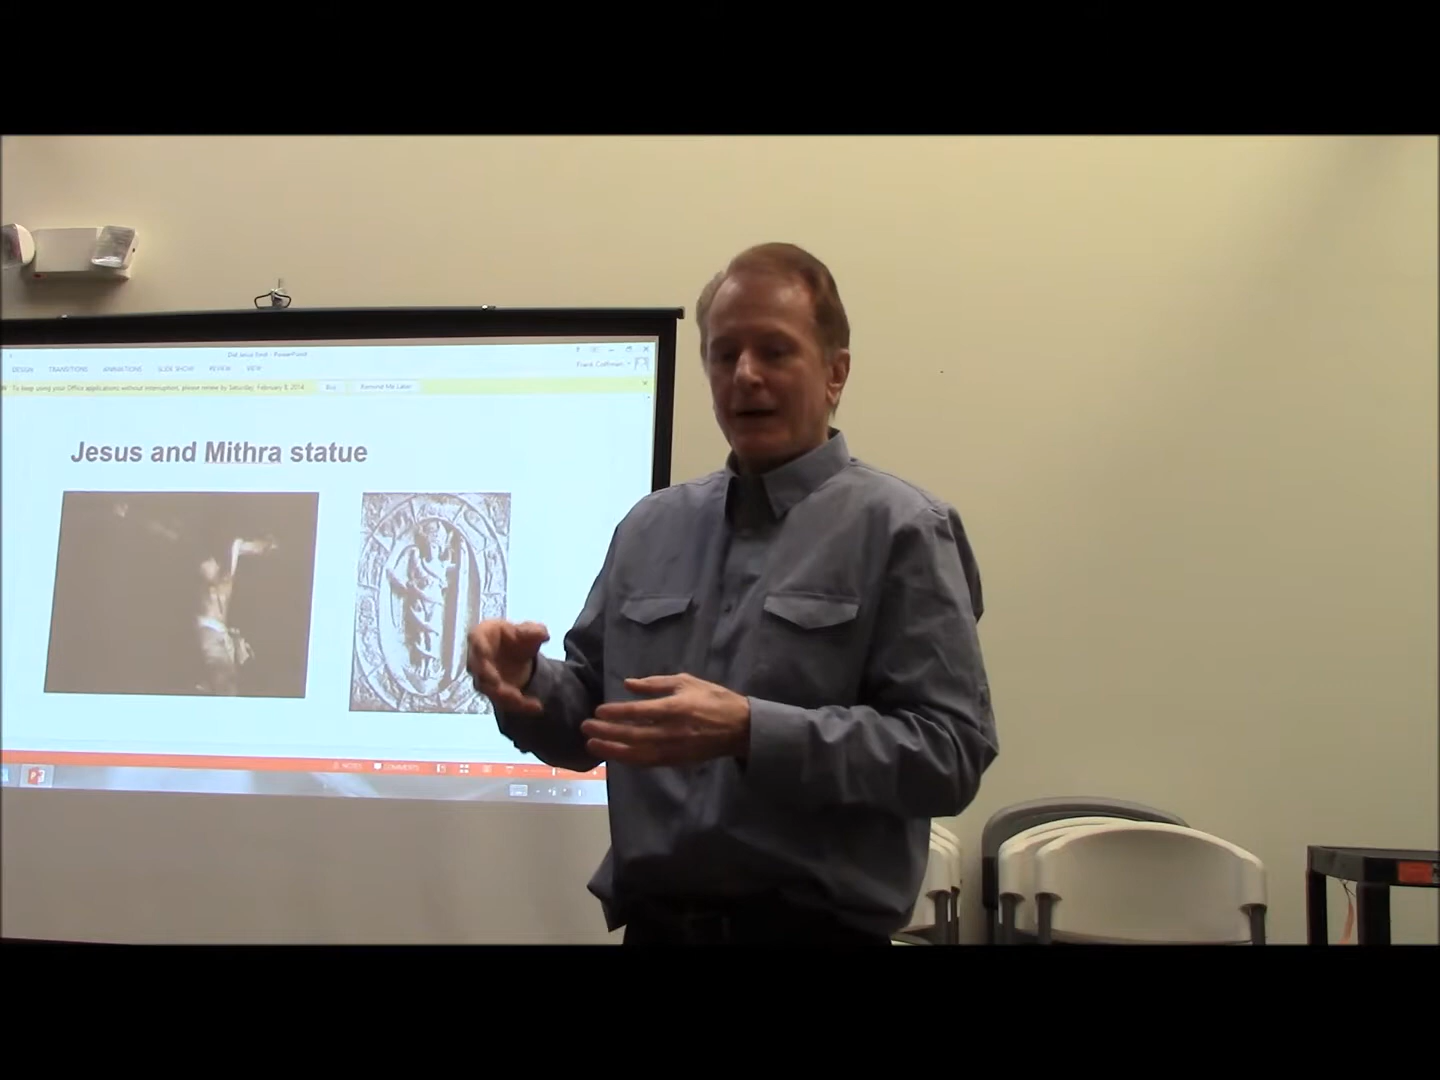 Did Jesus Exist - PowerPoint
DESIGN TRANSITIONS ANIMATIONS SLIDE SHOW REVIEW VIEW
Frank Coffman
To keep using your Office applications without interruption, please renew by Saturday, February 8, 2014. Buy Remind Me Later
Jesus and Mithra statue
NOTES COMMENTS